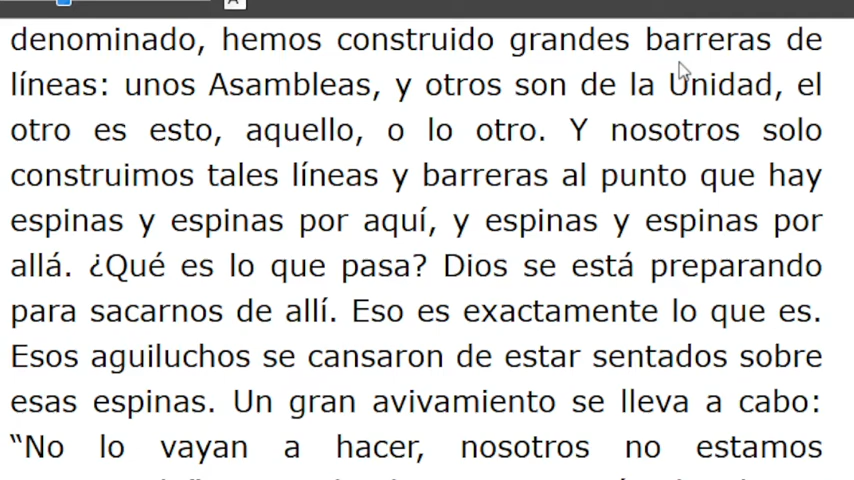 denominado, hemos construido grandes barreras de
líneas: unos Asambleas, y otros son de la Unidad, el
otro es esto, aquello, o lo otro. Y nosotros solo
construimos tales líneas y barreras al punto que hay
espinas y espinas por aquí, y espinas y espinas por
allá. ¿Qué es lo que pasa? Dios se está preparando
para sacarnos de allí. Eso es exactamente lo que es.
Esos aguiluchos se cansaron de estar sentados sobre
esas espinas. Un gran avivamiento se lleva a cabo:
“No lo vayan a hacer, nosotros no estamos